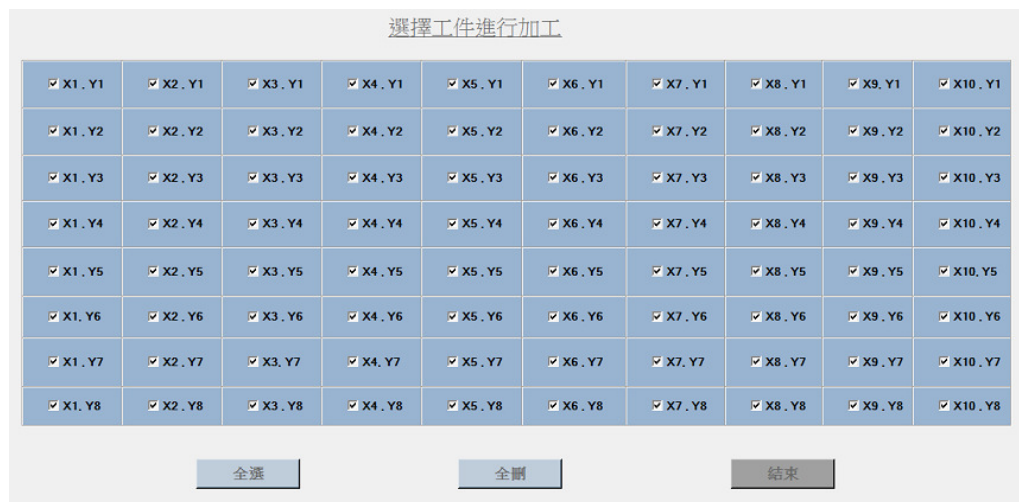 選擇工件進行加工
X1 , Y1 X2 , Y1 X3 , Y1 X4 , Y1 X5 , Y1 X6 , Y1 X7 , Y1 X8 , Y1 X9, Y1 X10 , Y1
X1 , Y2 X2 , Y2 X3 , Y2 X4 , Y2 X5 , Y2 X6 , Y2 X7 , Y2 X8 , Y2 X9 , Y2 X10 , Y2
X1 , Y3 X2 , Y3 X3 , Y3 X4 , Y3 X5 , Y3 X6 , Y3 X7 , Y3 X8 , Y3 X9 , Y3 X10 , Y3
X1 , Y4 X2 , Y4 X3 , Y4 X4 , Y4 X5 , Y4 X6 , Y4 X7 , Y4 X8 , Y4 X9 , Y4 X10 , Y4
X1 , Y5 X2 , Y5 X3 , Y5 X4 , Y5 X5 , Y5 X6 , Y5 X7 , Y5 X8 , Y5 X9 , Y5 X10, Y5
X1, Y6 X2 , Y6 X3 , Y6 X4 , Y6 X5 , Y6 X6 , Y6 X7 , Y6 X8 , Y6 X9 , Y6 X10 , Y6
X1 , Y7 X2 , Y7 X3, Y7 X4, Y7 X5 , Y7 X6 , Y7 X7, Y7 X8 , Y7 X9 , Y7 X10 , Y7
X1, Y8 X2 , Y8 X3 , Y8 X4 , Y8 X5 , Y8 X6 , Y8 X7 , Y8 X8 , Y8 X9 , Y8 X10 , Y8
全選 全刪 結束